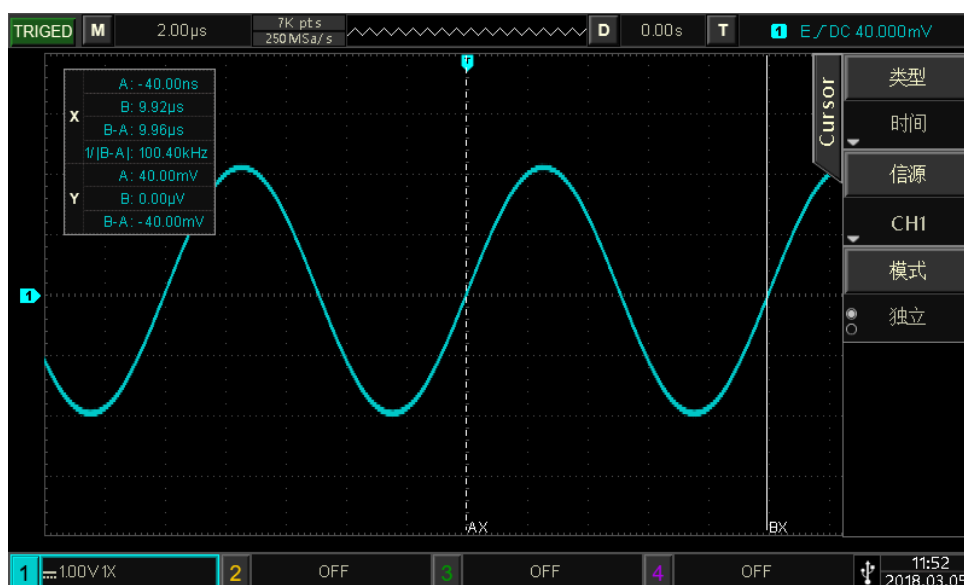 TRIGED M 2.00µs 7K pts D 0.00s T 1 E DC 40.000mV
250MSa/s
T
X
A: -40.00ns
B: 9.92µs
B-A: 9.96µs
1/|B-A|: 100.40kHz
Y
A: 40.00mV
B: 0.00µV
B-A: -40.00mV
1
AX
BX
Cursor
类型
时间
信源
CH1
模式
独立
1 1.00V 1X 2 OFF 3 OFF 4 OFF 11:52
2018.03.05